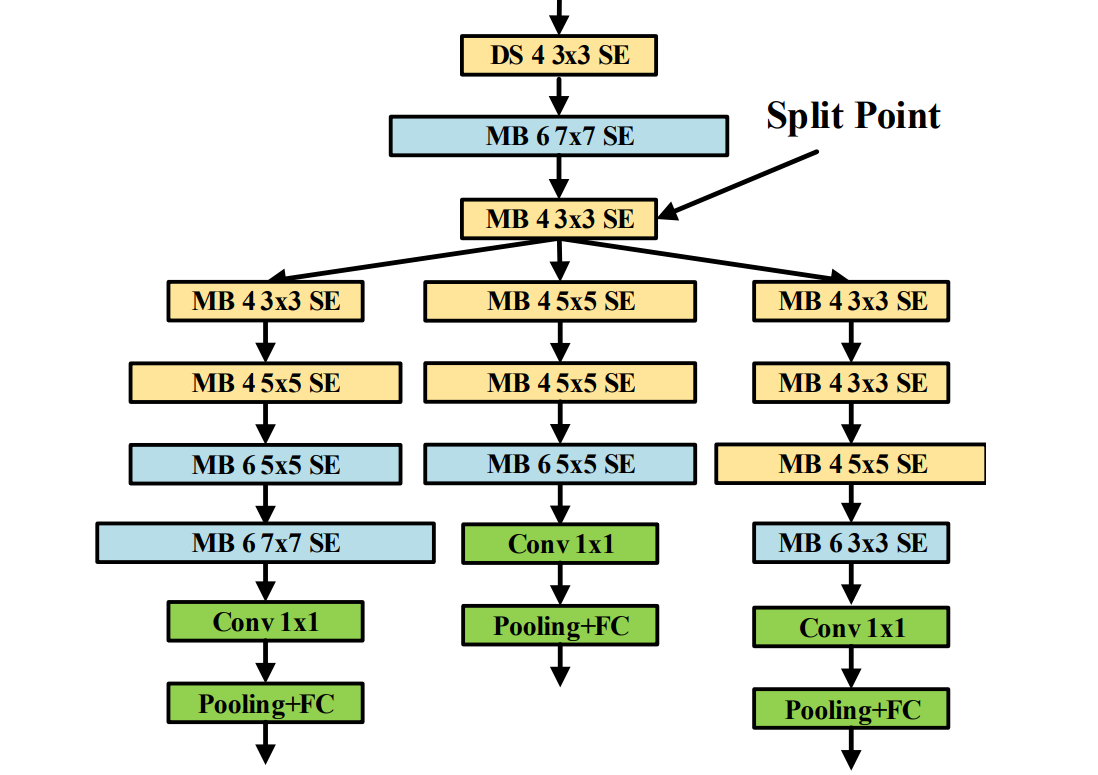 DS 4 3x3 SE
MB 6 7x7 SE
Split Point
MB 4 3x3 SE
MB 4 3x3 SE
MB 4 5x5 SE
MB 6 5x5 SE
MB 6 7x7 SE
Conv 1x1
Pooling+FC
MB 4 5x5 SE
MB 4 5x5 SE
MB 6 5x5 SE
Conv 1x1
Pooling+FC
MB 4 3x3 SE
MB 4 3x3 SE
MB 4 5x5 SE
MB 6 3x3 SE
Conv 1x1
Pooling+FC